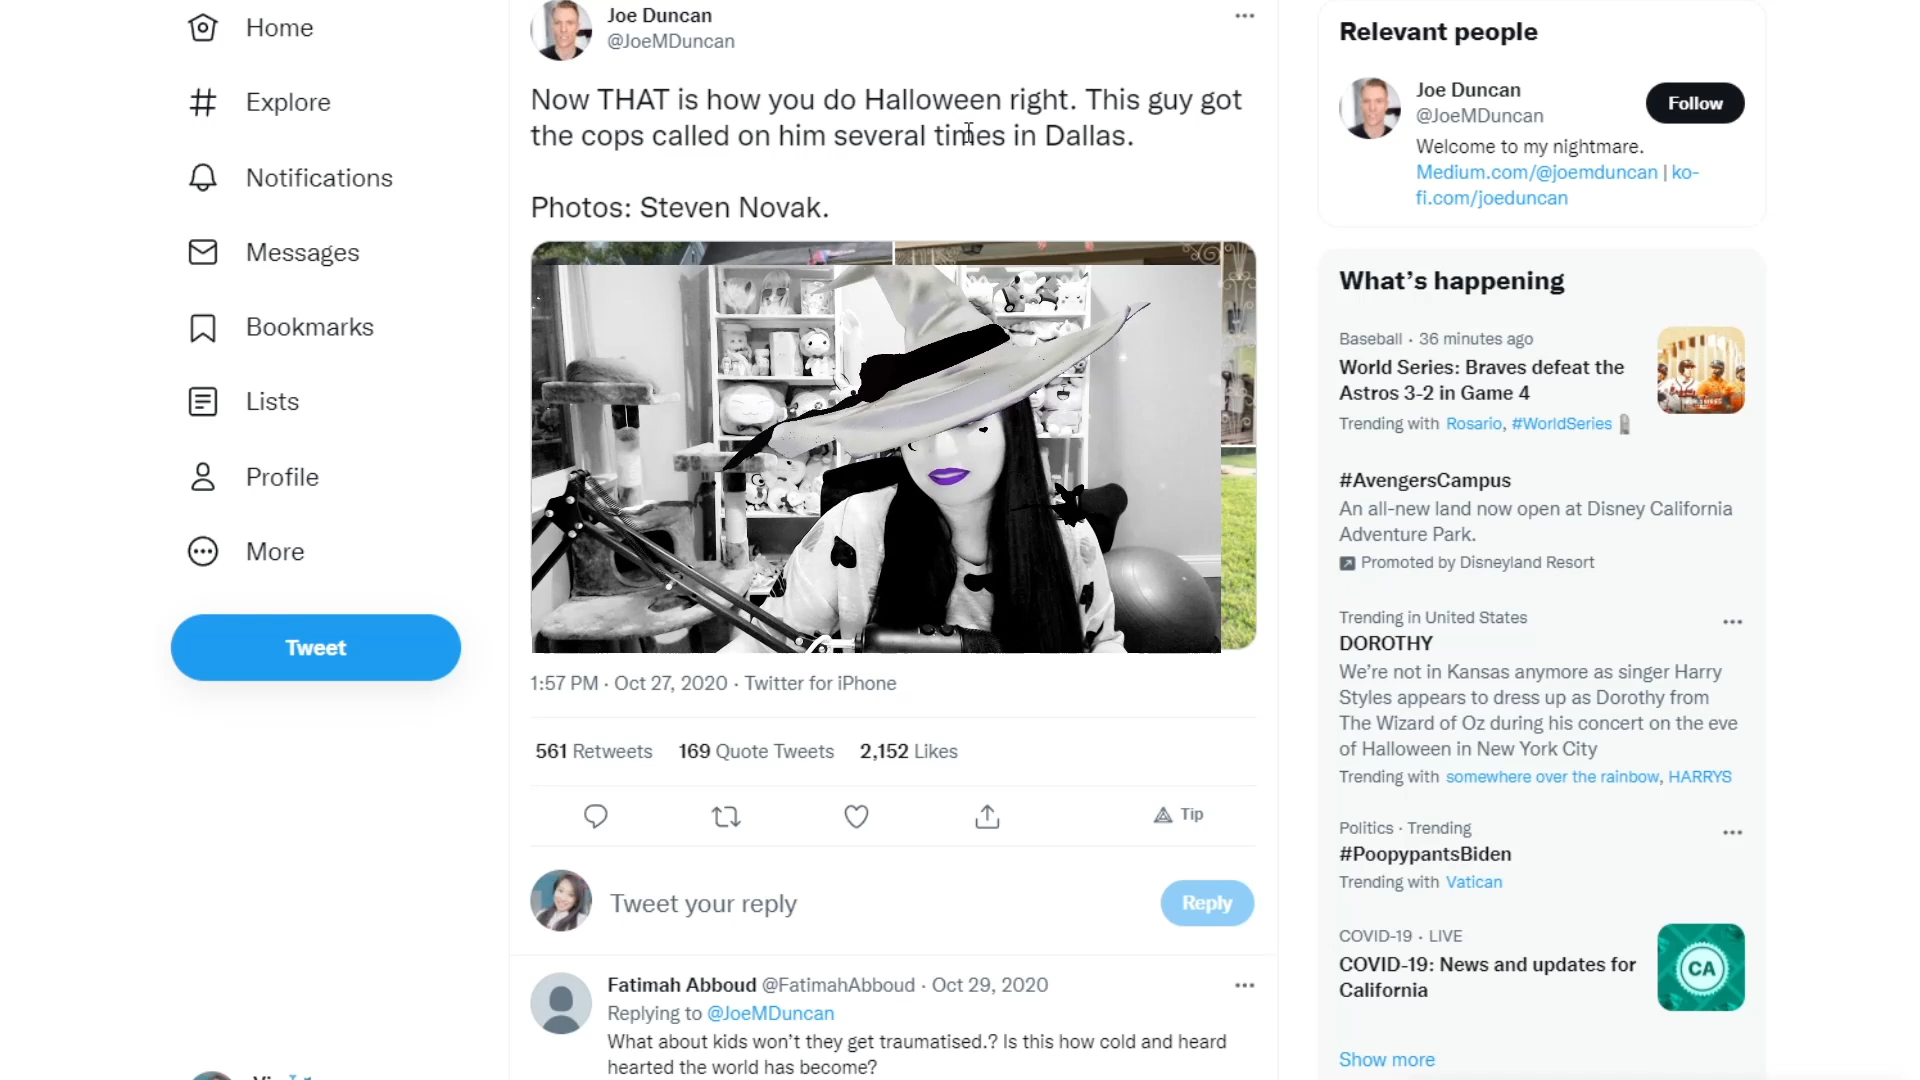 Home
Explore
Notifications
Messages
Bookmarks
Lists
Profile
More
Tweet
Joe Duncan
@JoeMDuncan
Now THAT is how you do Halloween right. This guy got
the cops called on him several times in Dallas.
Photos: Steven Novak.
1:57 PM · Oct 27, 2020 · Twitter for iPhone
561 Retweets 169 Quote Tweets 2,152 Likes
Tip
Tweet your reply
Reply
Fatimah Abboud @FatimahAbboud · Oct 29, 2020
Replying to @JoeMDuncan
What about kids won't they get traumatised.? Is this how cold and heard
hearted the world has become?
Relevant people
Joe Duncan
@JoeMDuncan
Follow
Welcome to my nightmare.
Medium.com/@joemduncan | ko-
fi.com/joeduncan
What's happening
Baseball · 36 minutes ago
World Series: Braves defeat the
Astros 3-2 in Game 4
Trending with Rosario, #WorldSeries
#AvengersCampus
An all-new land now open at Disney California
Adventure Park.
Promoted by Disneyland Resort
Trending in United States
DOROTHY
We're not in Kansas anymore as singer Harry
Styles appears to dress up as Dorothy from
The Wizard of Oz during his concert on the eve
of Halloween in New York City
Trending with somewhere over the rainbow, HARRYS
Politics · Trending
#PoopypantsBiden
Trending with Vatican
COVID-19 · LIVE
COVID-19: News and updates for
California
CA
Show more